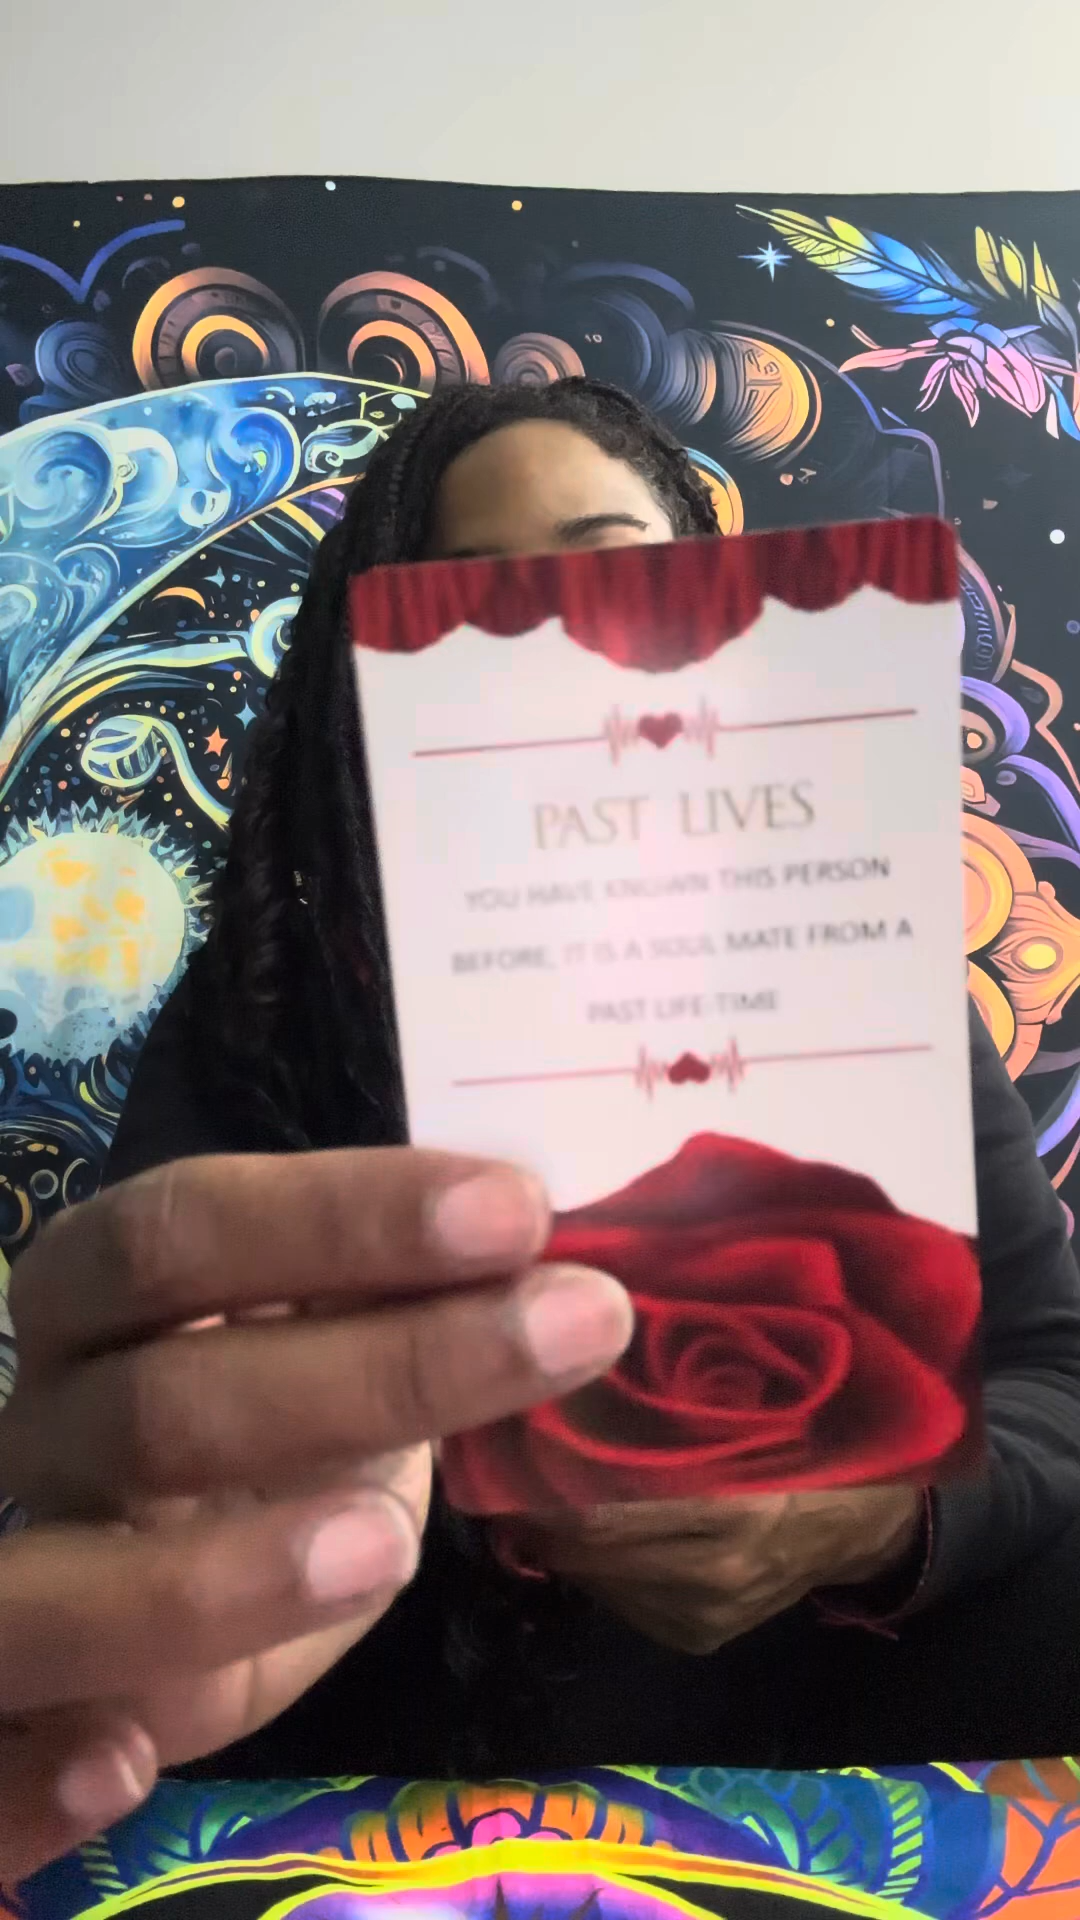 PAST LIVES
YOU HAVE KNOWN THIS PERSON
BEFORE, IT IS A SOUL MATE FROM A
PAST LIFE-TIME